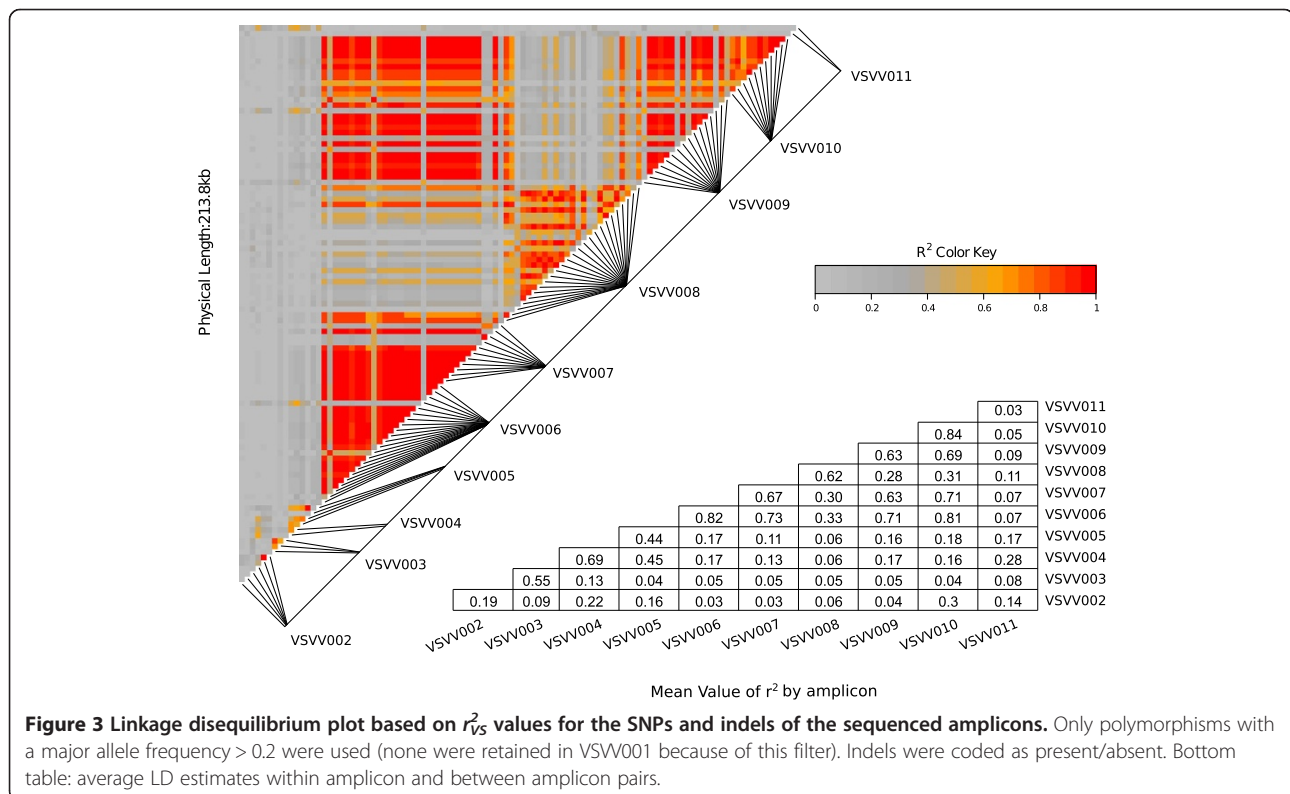 VSVV011
VSVV010
VSVV009
VSVV008
VSVV007
VSVV006
VSVV005
VSVV004
VSVV003
VSVV002
Physical Length:213.8kb
R² Color Key
0 0.2 0.4 0.6 0.8 1
0.03 VSVV011
0.84 0.05 VSVV010
0.63 0.69 0.09 VSVV009
0.62 0.28 0.31 0.11 VSVV008
0.67 0.30 0.63 0.71 0.07 VSVV007
0.82 0.73 0.33 0.71 0.81 0.07 VSVV006
0.44 0.17 0.11 0.06 0.16 0.18 0.17 VSVV005
0.69 0.45 0.17 0.13 0.06 0.17 0.16 0.28 VSVV004
0.55 0.13 0.04 0.05 0.05 0.05 0.05 0.04 0.08 VSVV003
0.19 0.09 0.22 0.16 0.03 0.03 0.06 0.04 0.3 0.14 VSVV002
VSVV002 VSVV003 VSVV004 VSVV005 VSVV006 VSVV007 VSVV008 VSVV009 VSVV010 VSVV011
Mean Value of r² by amplicon
Figure 3 Linkage disequilibrium plot based on r²VS values for the SNPs and indels of the sequenced amplicons. Only polymorphisms with
a major allele frequency > 0.2 were used (none were retained in VSVV001 because of this filter). Indels were coded as present/absent. Bottom
table: average LD estimates within amplicon and between amplicon pairs.